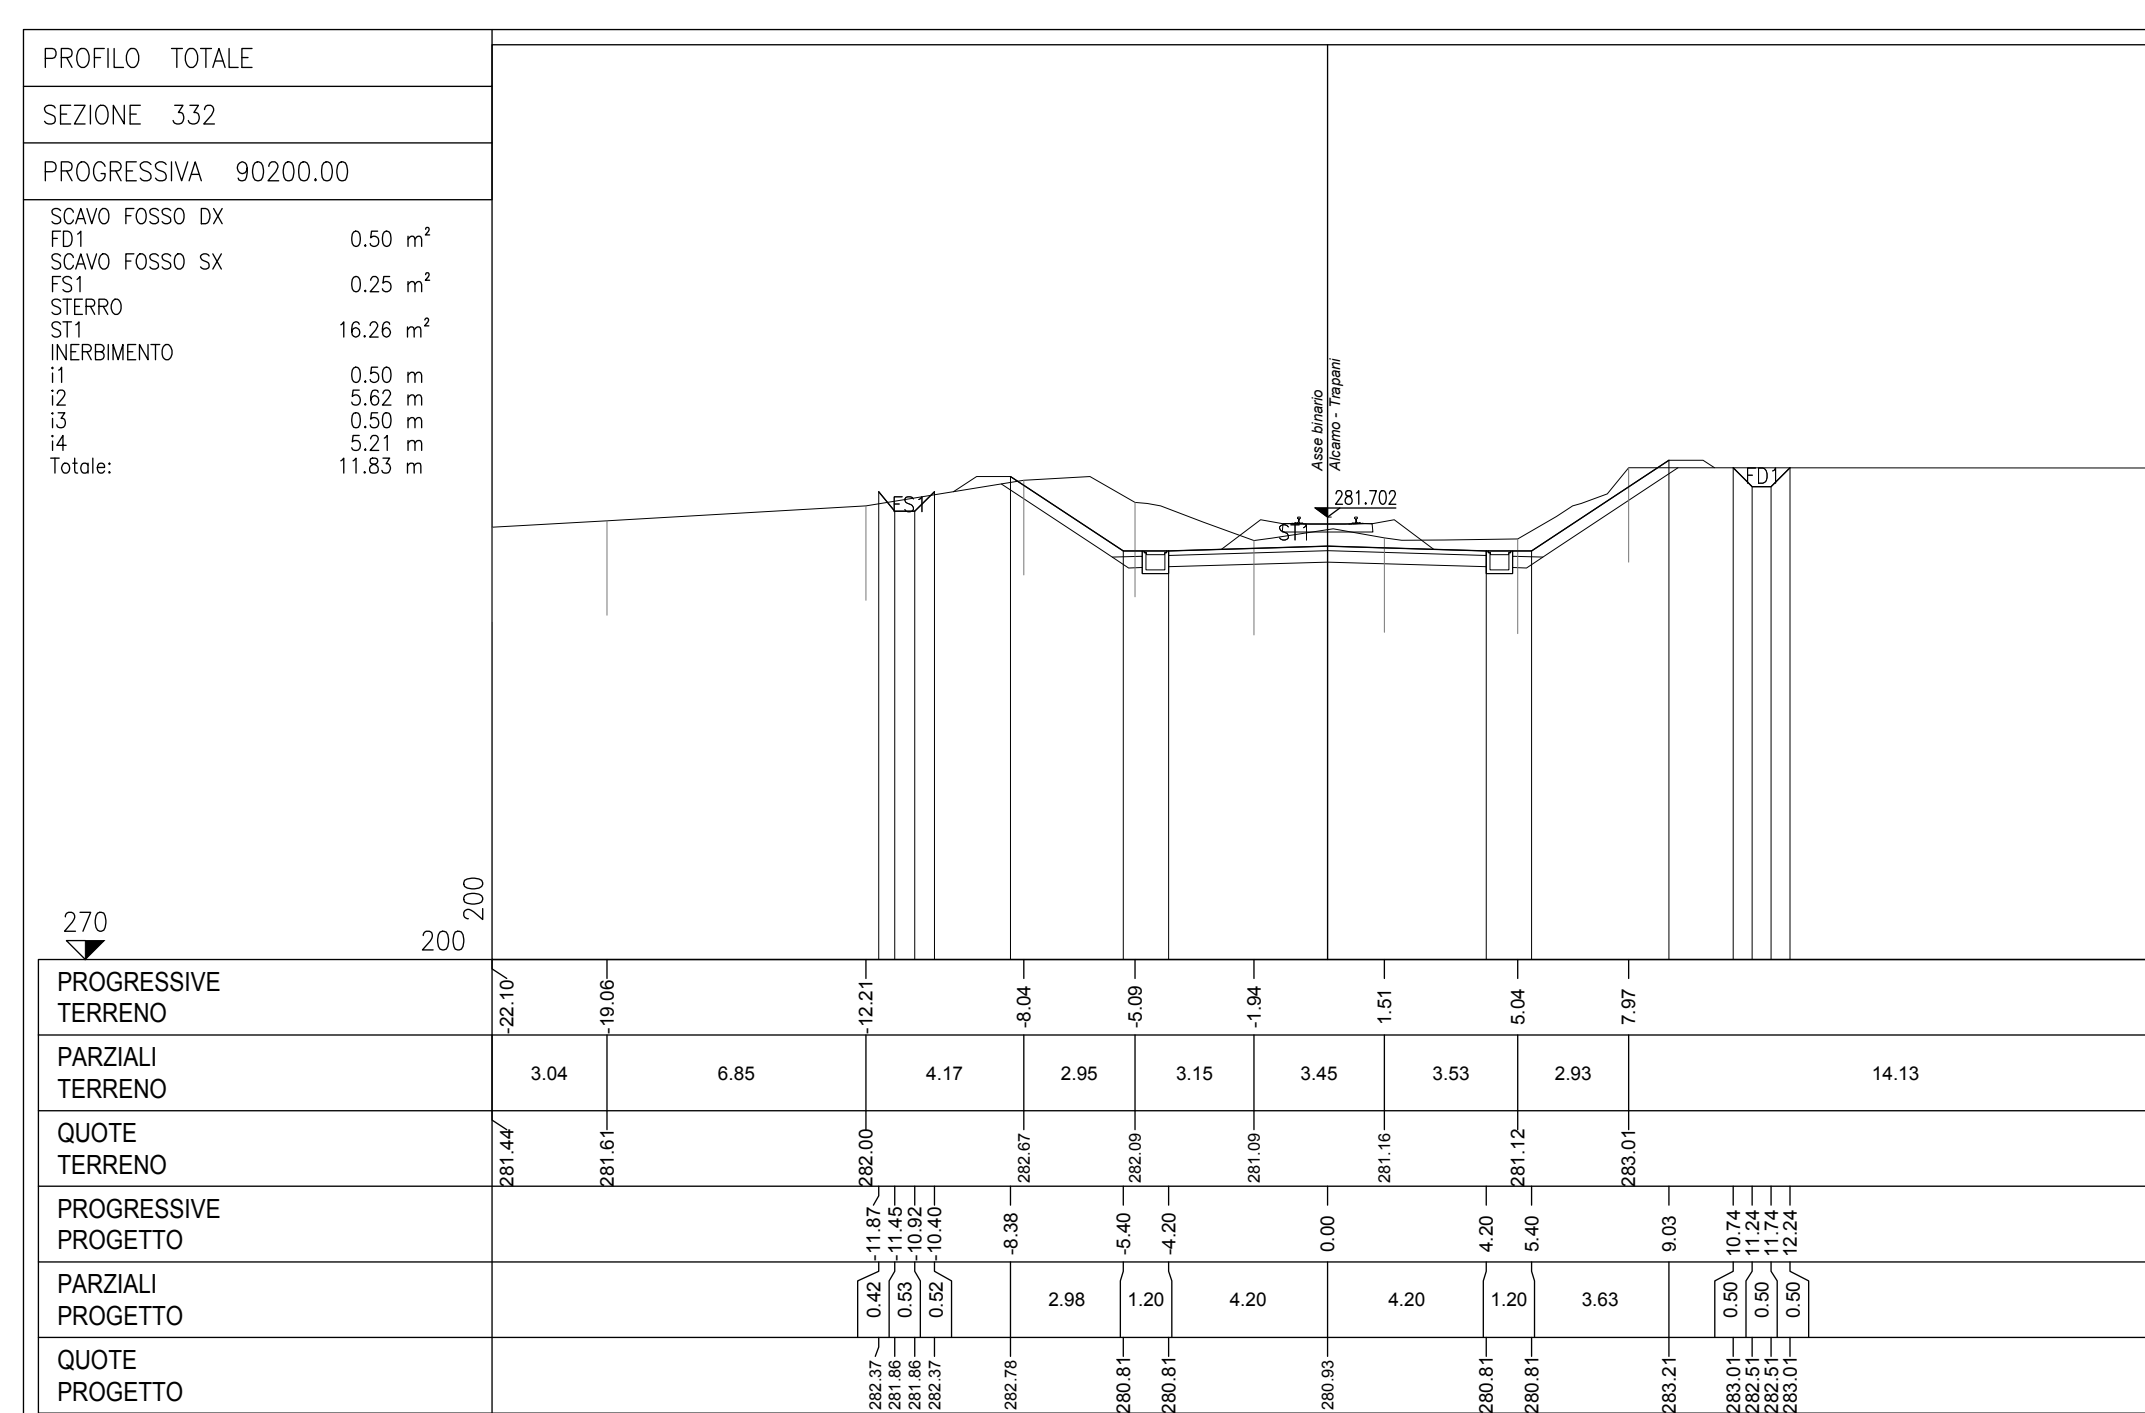 PROFILO TOTALE
SEZIONE 332
PROGRESSIVA 90200.00
SCAVO FOSSO DX
FD1 0.50 m²
SCAVO FOSSO SX
FS1 0.25 m²
STERRO
ST1 16.26 m²
INERBIMENTO
i1 0.50 m
i2 5.62 m
i3 0.50 m
i4 5.21 m
Totale: 11.83 m
Asse binario
Alcamo - Trapani
281.702
FS1
ST1
FD1
270
200
200
PROGRESSIVE
TERRENO
-22.10 -19.06 -12.21 -8.04 -5.09 -1.94 1.51 5.04 7.97
PARZIALI
TERRENO
3.04 6.85 4.17 2.95 3.15 3.45 3.53 2.93 14.13
QUOTE
TERRENO
281.44 281.61 282.00 282.67 282.09 281.09 281.16 281.12 283.01
PROGRESSIVE
PROGETTO
-11.87 -11.45 -10.92 -10.40 -8.38 -5.40 -4.20 0.00 4.20 5.40 9.03 10.74 11.24 11.74 12.24
PARZIALI
PROGETTO
0.42 0.53 0.52 2.98 1.20 4.20 4.20 1.20 3.63 0.50 0.50 0.50
QUOTE
PROGETTO
282.37 281.86 281.86 282.37 282.78 280.81 280.81 280.93 280.81 280.81 283.21 283.01 282.51 282.51 283.01